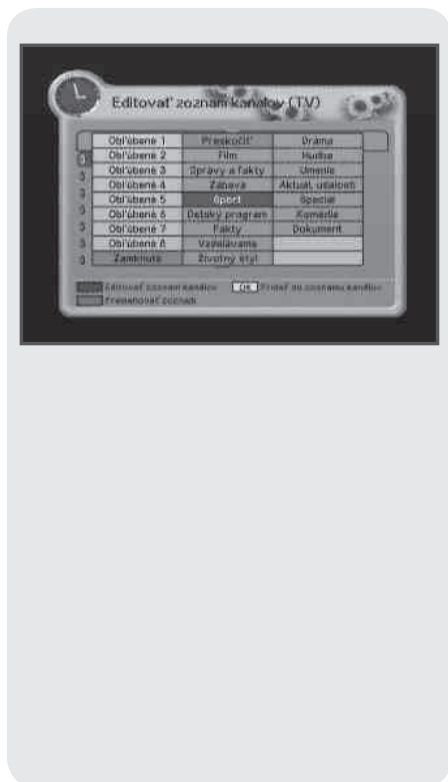 Editovať zoznam kanálov (TV)
Obľúbené 1 Preskočiť Dráma
Obľúbené 2 Film Hudba
Obľúbené 3 Správy a fakty Umenie
Obľúbené 4 Zábava Aktuál. udalosti
Obľúbené 5 Šport Špeciál
Obľúbené 6 Detský program Komédie
Obľúbené 7 Fakty Dokument
Obľúbené 8 Vzdelávanie
Zamknuté Životný štýl
Editovať zoznam kanálov OK Pridať do zoznamu kanálov
Premenovať zoznam